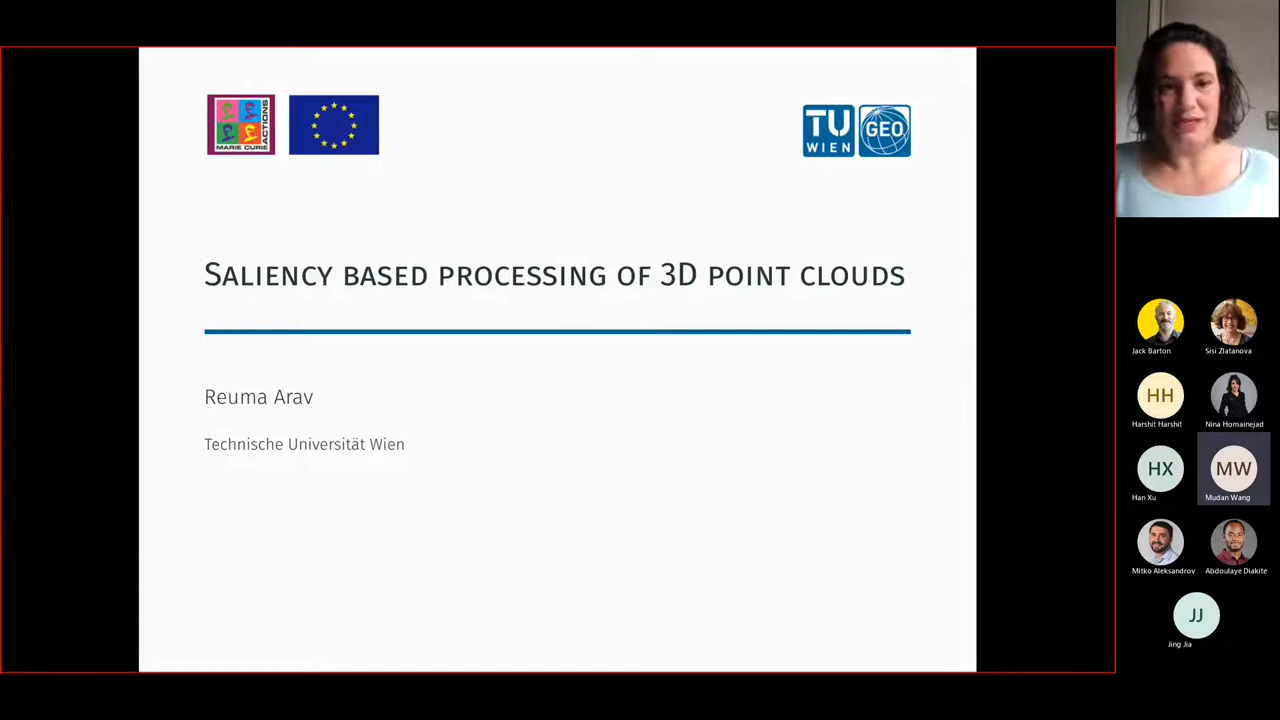 MARIE CURIE
ACTIONS
TU
WIEN
GEO
SALIENCY BASED PROCESSING OF 3D POINT CLOUDS
Reuma Arav
Technische Universität Wien
Jack Barton
Sisi Zlatanova
HH
Harshit Harshit
Nina Homainejad
HX
Han Xu
MW
Mudan Wang
Mitko Aleksandrov
Abdoulaye Diakite
JJ
Jing Jia